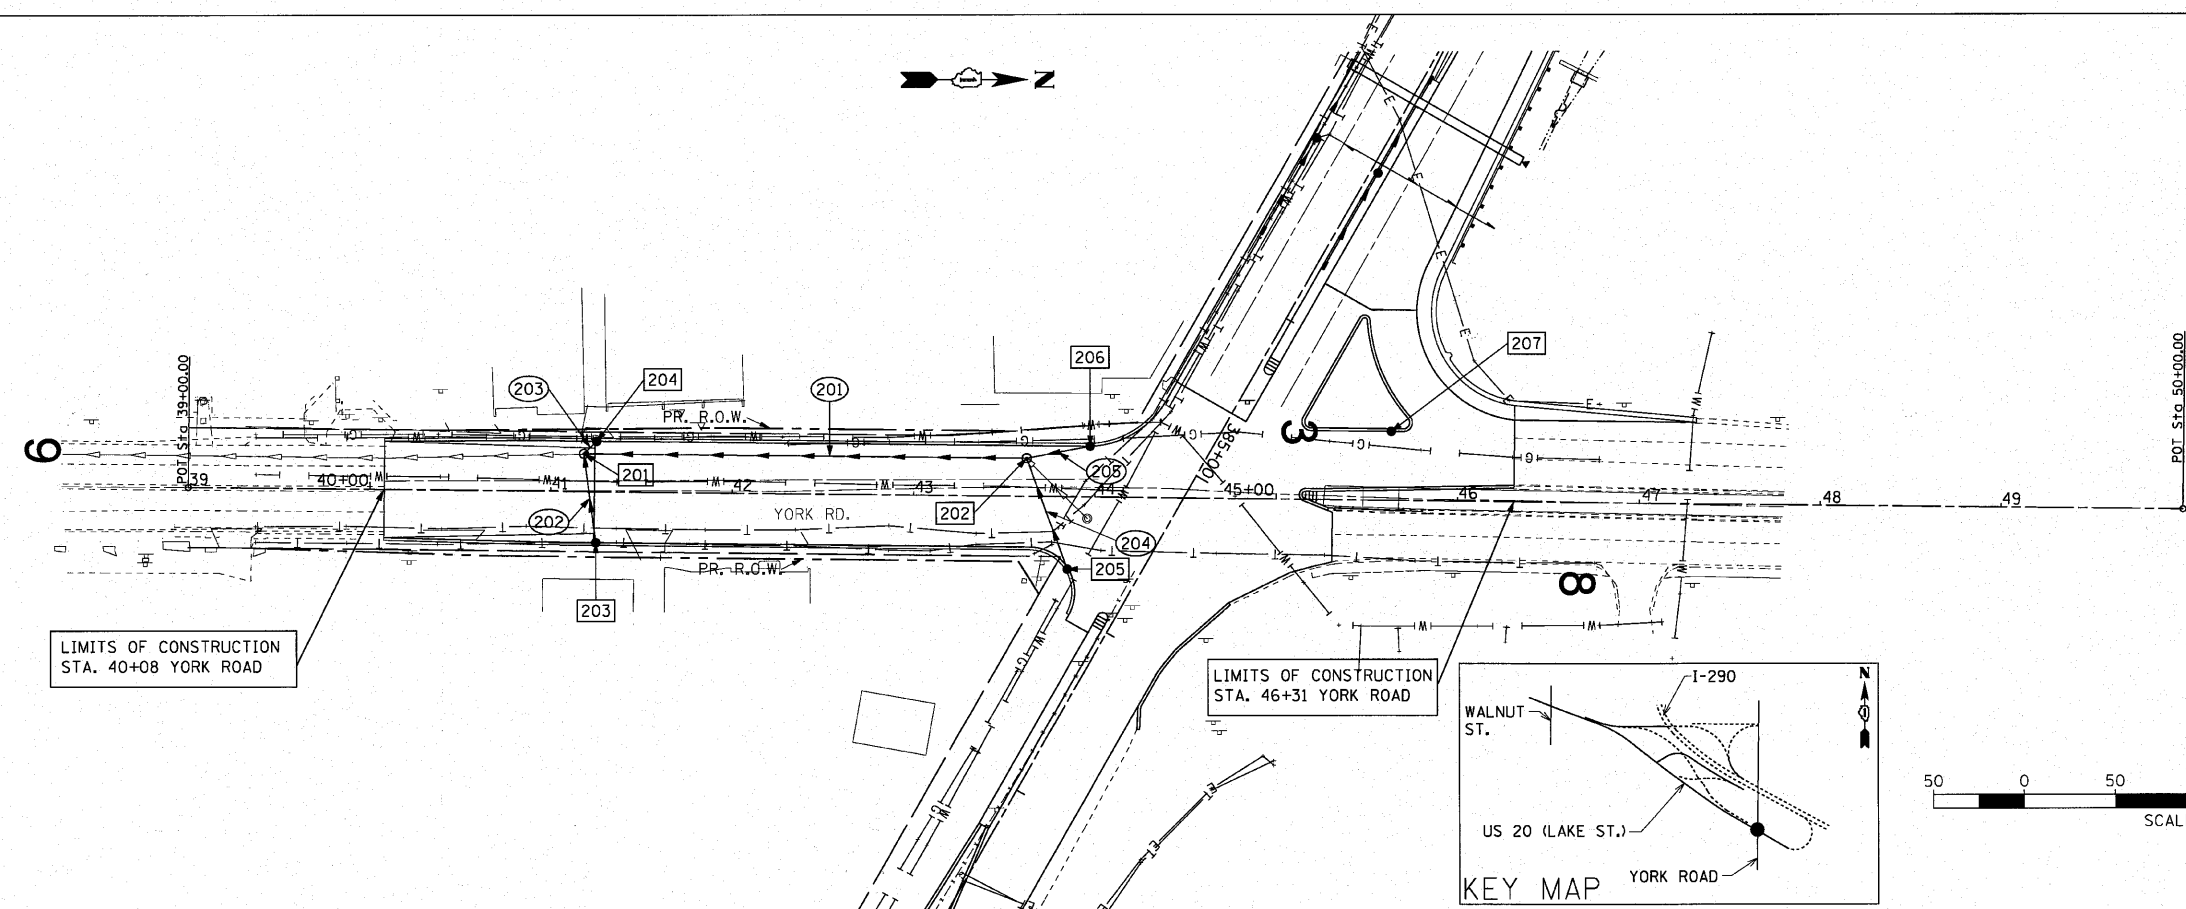 N
206
207
203
204
201
PR. R.O.W.
POT Sta 39+00.00
POT Sta 50+00.00
6
3
385+00
201
205
39
40+00
41
42
43
44
45+00
46
47
48
49
202
YORK RD.
202
204
205
PR. R.O.W.
203
8
LIMITS OF CONSTRUCTION
STA. 40+08 YORK ROAD
LIMITS OF CONSTRUCTION
STA. 46+31 YORK ROAD
I-290
N
WALNUT
ST.
US 20 (LAKE ST.)
YORK ROAD
KEY MAP
50
0
50
SCAL